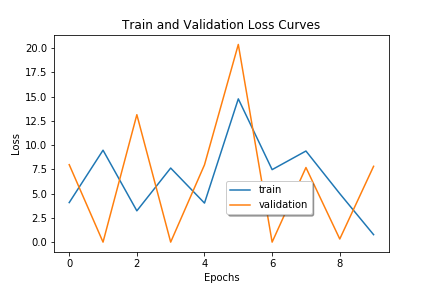 Train and Validation Loss Curves
20.0
17.5
15.0
12.5
10.0
7.5
5.0
2.5
0.0
Loss
train
validation
0 2 4 6 8
Epochs